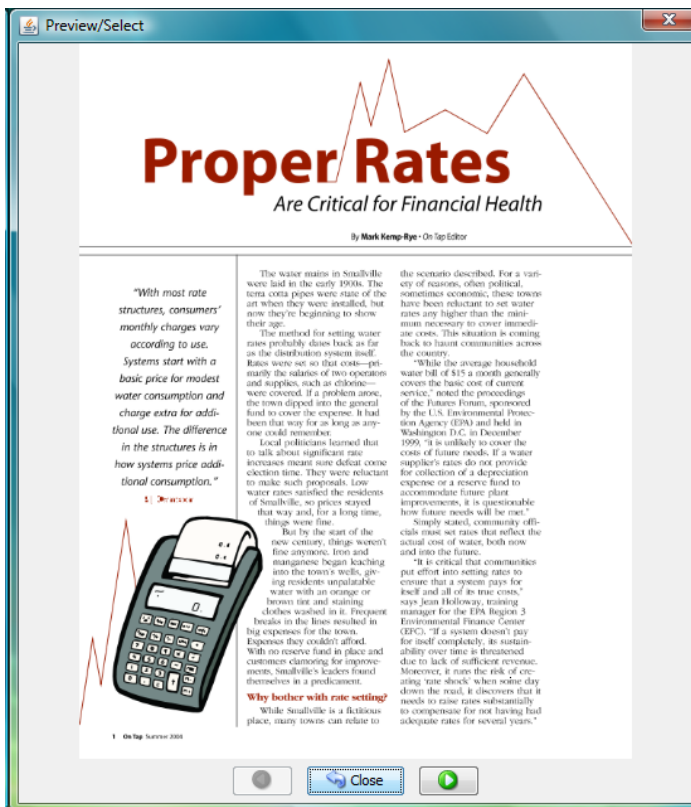 Preview/Select
Proper Rates
Are Critical for Financial Health
By Mark Kemp-Rye • On Tap Editor
"With most rate
structures, consumers'
monthly charges vary
according to use.
Systems start with a
basic price for modest
water consumption and
charge extra for addi-
tional use. The difference
in the structures is in
how systems price addi-
tional consumption."
The water mains in Smallville
were laid in the early 1900s. The
terra cotta pipes were state of the
art when they were installed, but
now they're beginning to show
their age.
The method for setting water
rates probably dates back as far
as the distribution system itself.
Rates were set so that costs—pri-
marily the salaries of two operators
and supplies, such as chlorine—
were covered. If a problem arose,
the town dipped into the general
fund to cover the expense. It had
been that way for as long as any-
one could remember.
Local politicians learned that
to talk about significant rate
increases meant sure defeat come
election time. They were reluctant
to make such proposals. Low
water rates satisfied the residents
of Smallville, so prices stayed
that way and, for a long time,
things were fine.
But by the start of the
new century, things weren't
fine anymore. Iron and
manganese began leaching
into the town's wells, giv-
ing residents unpalatable
water with an orange or
brown tint and staining
clothes washed in it. Frequent
breaks in the lines resulted in
big expenses for the town.
Expenses they couldn't afford.
With no reserve fund in place and
customers clamoring for improve-
ments, Smallville's leaders found
themselves in a predicament.
Why bother with rate setting?
While Smallville is a fictitious
place, many towns can relate to
the scenario described. For a vari-
ety of reasons, often political,
sometimes economic, these towns
have been reluctant to set water
rates any higher than the mini-
mum necessary to cover immedi-
ate costs. This situation is coming
back to haunt communities across
the country.
"While the average household
water bill of $15 a month generally
covers the basic cost of current
service," noted the proceedings
of the Futures Forum, sponsored
by the U.S. Environmental Protec-
tion Agency (EPA) and held in
Washington D.C. in December
1999, "it is unlikely to cover the
costs of future needs. If a water
supplier's rates do not provide
for collection of a depreciation
expense or a reserve fund to
accommodate future plant
improvements, it is questionable
how future needs will be met."
Simply stated, community offi-
cials must set rates that reflect the
actual cost of water, both now
and into the future.
"It is critical that communities
put effort into setting rates to
ensure that a system pays for
itself and all of its true costs,"
says Jean Holloway, training
manager for the EPA Region 3
Environmental Finance Center
(EFC). "If a system doesn't pay
for itself completely, its sustain-
ability over time is threatened
due to lack of sufficient revenue.
Moreover, it runs the risk of cre-
ating 'rate shock' when some day
down the road, it discovers that it
needs to raise rates substantially
to compensate for not having had
adequate rates for several years."
0.
1 On Tap Summer 2004
Close